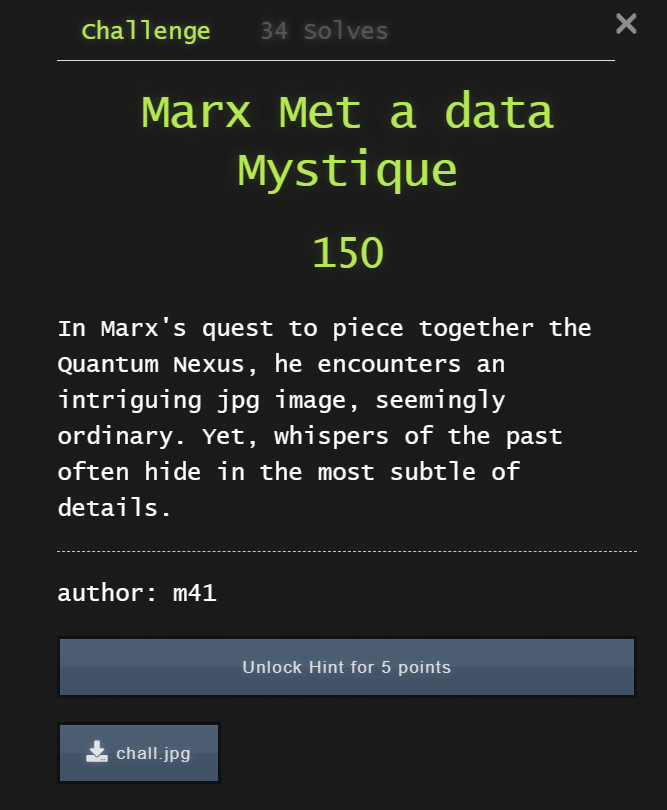 Challenge 34 Solves ×
Marx Met a data
Mystique
150
In Marx's quest to piece together the
Quantum Nexus, he encounters an
intriguing jpg image, seemingly
ordinary. Yet, whispers of the past
often hide in the most subtle of
details.
author: m41
Unlock Hint for 5 points
chall.jpg